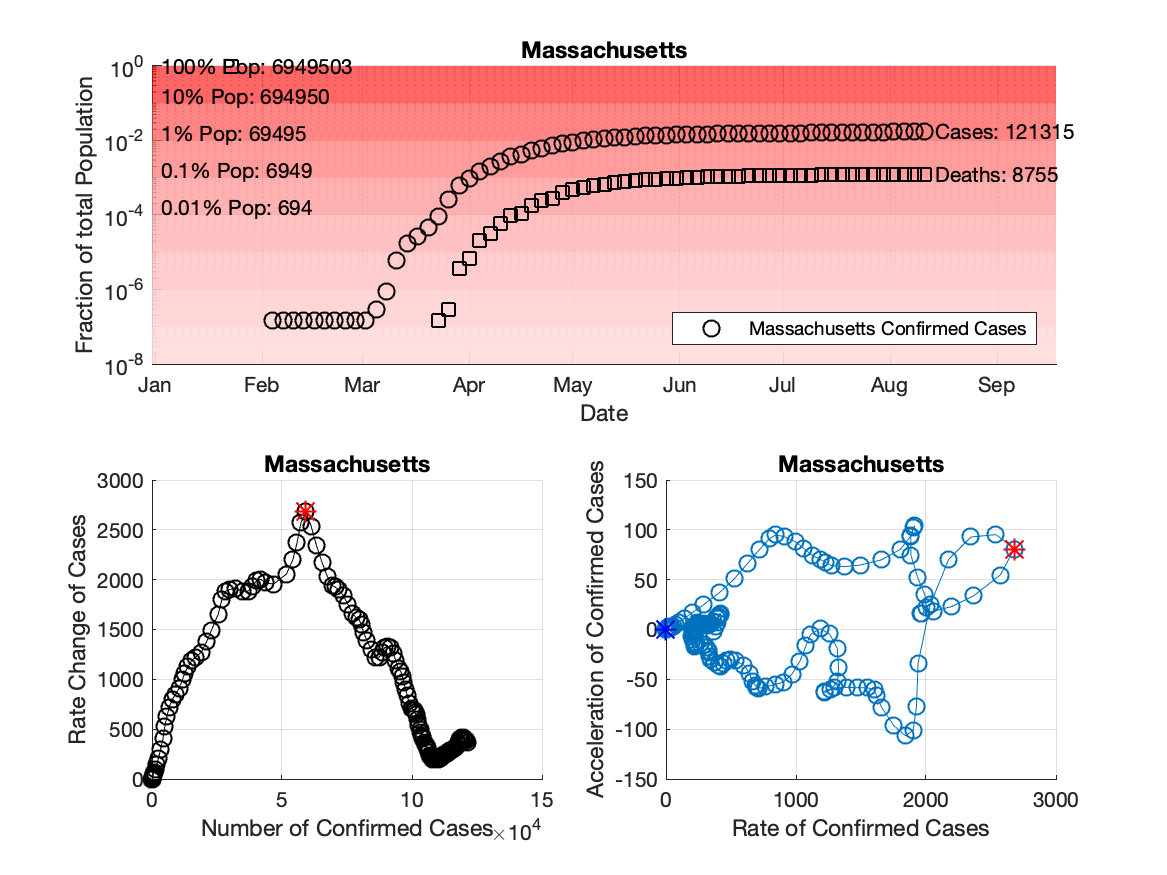 Massachusetts
10^0
10^-2
10^-4
10^-6
10^-8
Fraction of total Population
100% Pop: 6949503
10% Pop: 694950
1% Pop: 69495
0.1% Pop: 6949
0.01% Pop: 694
Cases: 121315
Deaths: 8755
Massachusetts Confirmed Cases
Jan Feb Mar Apr May Jun Jul Aug Sep
Date
Massachusetts
3000
2500
2000
1500
1000
500
0
Rate Change of Cases
0 5 10 15
Number of Confirmed Cases ×10^4
Massachusetts
150
100
50
0
-50
-100
-150
Acceleration of Confirmed Cases
0 1000 2000 3000
Rate of Confirmed Cases